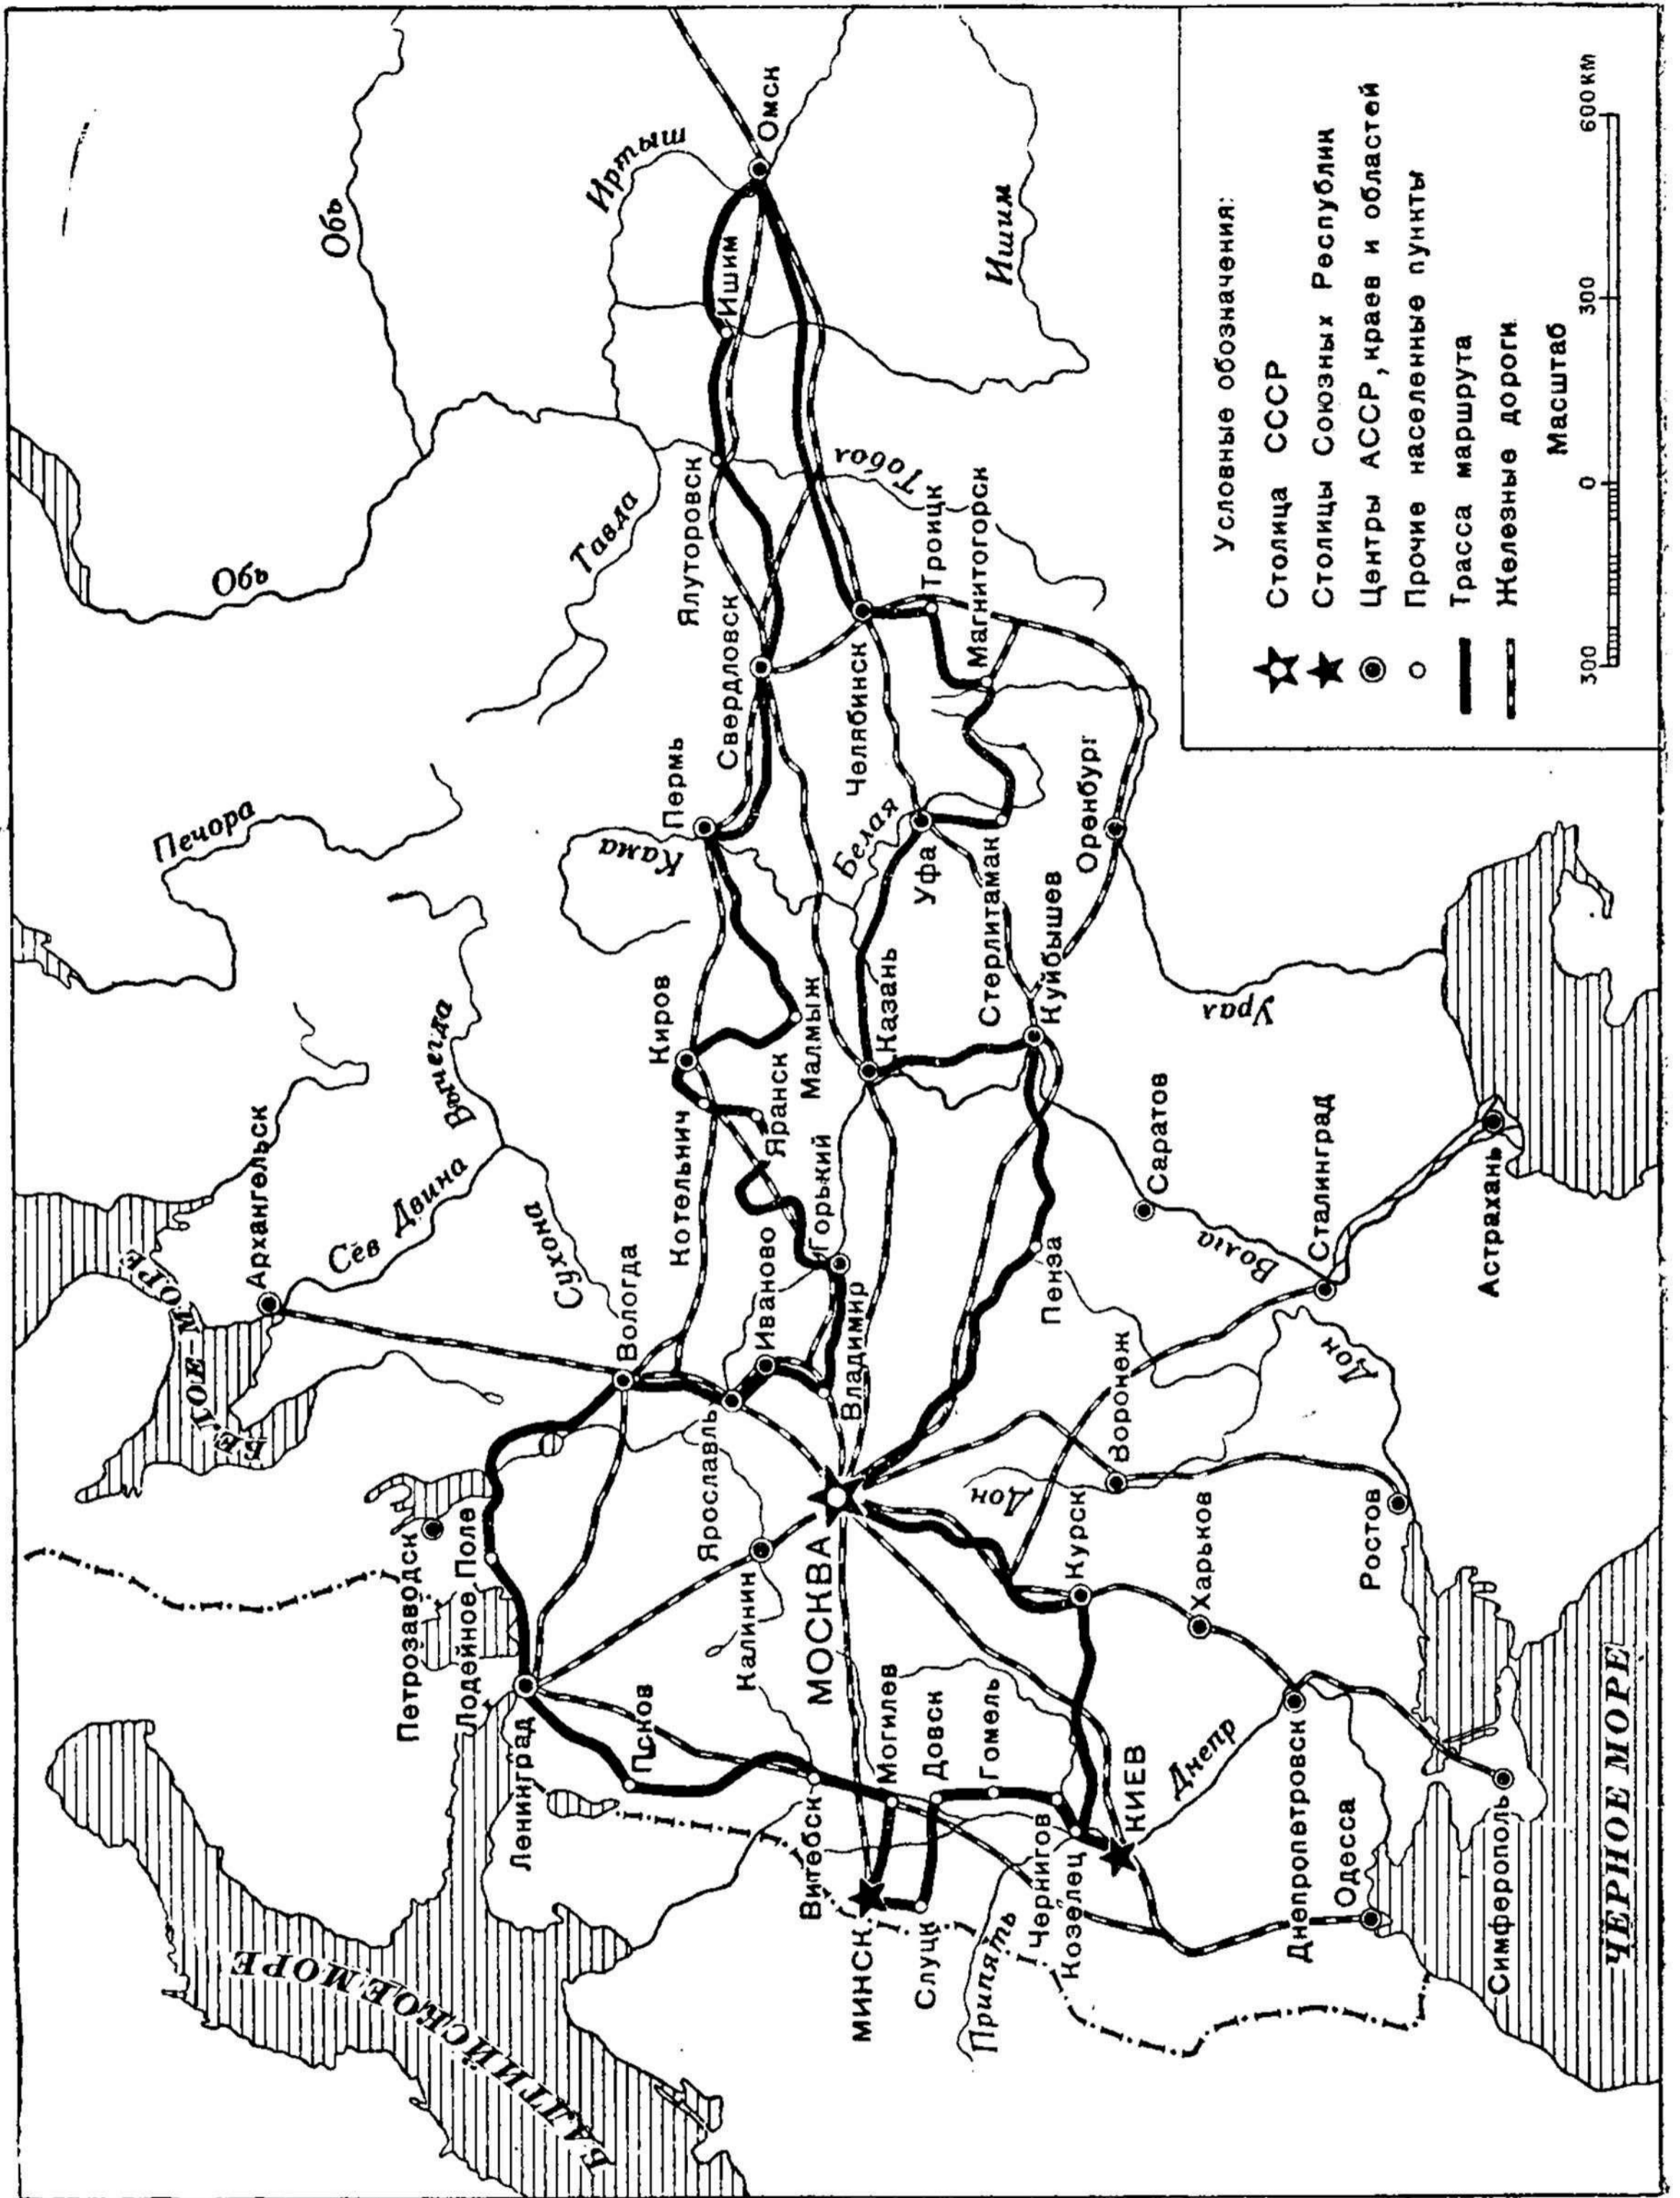 БЕЛОЕ МОРЕ
Архангельск
Печора
Обь
Обь
Сев Двина
Вычегда
Сухона
Петрозаводск
Лодейное Поле
Вологда
Котельнич
Киров
Кама
Пермь
Тавда
Иртыш
БАЛТИЙСКОЕ МОРЕ
Ленинград
Псков
Калинин
Ярославль
Иваново
Яранск
Малмыж
Свердловск
Ялуторовск
Ишим
Омск
Витебск
МОСКВА
Владимир
Горький
Казань
Белая
Челябинск
Тобол
МИНСК
Могилев
Слуцк
Довск
Гомель
Припять
Чернигов
Козелец
КИЕВ
Днепр
Курск
Дон
Воронеж
Пенза
Куйбышев
Стерлитамак
Уфа
Оренбург
Магнитогорск
Троицк
Ишим
Харьков
Саратов
Волга
Урал
Днепропетровск
Одесса
Ростов
Дон
Сталинград
Астрахань
Симферополь
ЧЕРНОЕ МОРЕ
Условные обозначения:
Столица СССР
Столицы Союзных Республик
Центры АССР, краев и областей
Прочие населенные пункты
Трасса маршрута
Железные дороги
Масштаб
300 0 300 600км